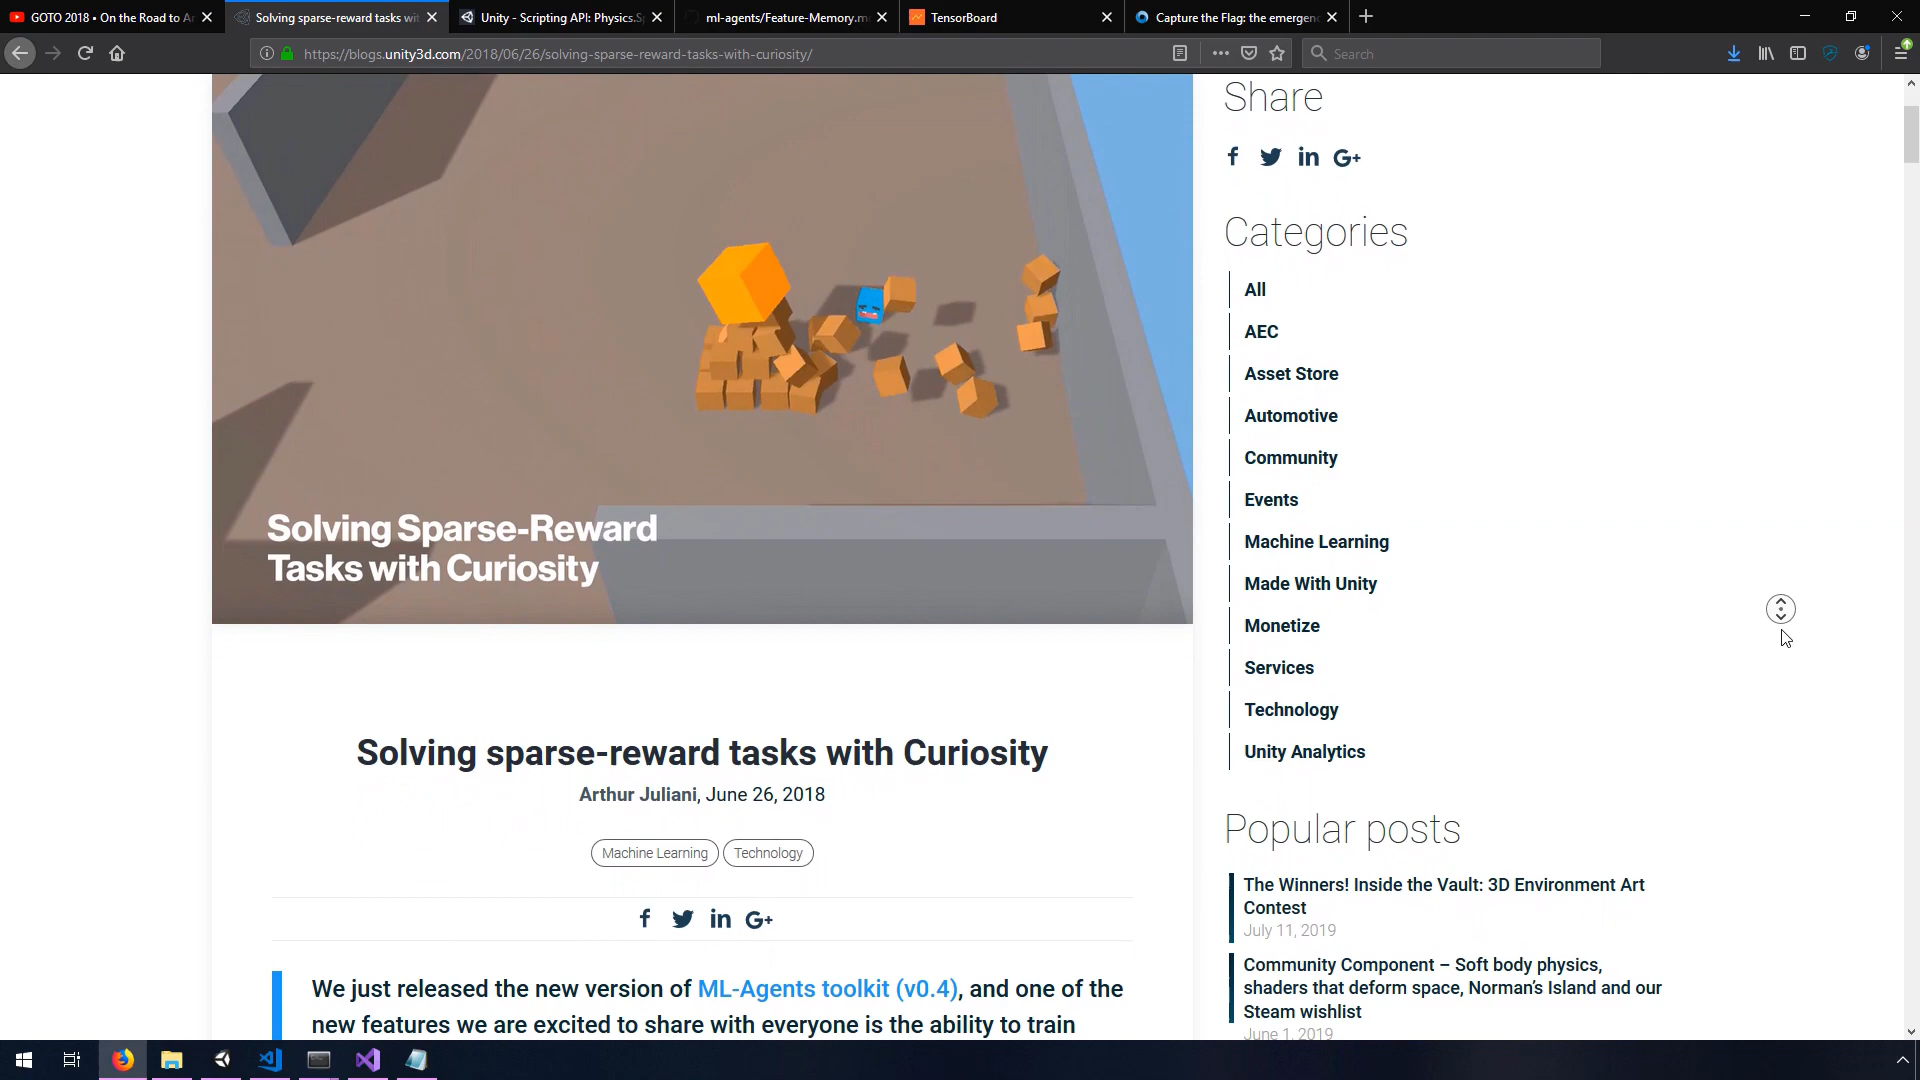 GOTO 2018 • On the Road to Ar
Solving sparse-reward tasks wit
Unity - Scripting API: Physics.S
ml-agents/Feature-Memory.m
TensorBoard
Capture the Flag: the emergenc
https://blogs.unity3d.com/2018/06/26/solving-sparse-reward-tasks-with-curiosity/
Search
Solving Sparse-Reward
Tasks with Curiosity
Solving sparse-reward tasks with Curiosity
Arthur Juliani, June 26, 2018
Machine Learning
Technology
f
in
G+
We just released the new version of ML-Agents toolkit (v0.4), and one of the
new features we are excited to share with everyone is the ability to train
Share
f
in
G+
Categories
All
AEC
Asset Store
Automotive
Community
Events
Machine Learning
Made With Unity
Monetize
Services
Technology
Unity Analytics
Popular posts
The Winners! Inside the Vault: 3D Environment Art
Contest
July 11, 2019
Community Component – Soft body physics,
shaders that deform space, Norman's Island and our
Steam wishlist
June 1, 2019